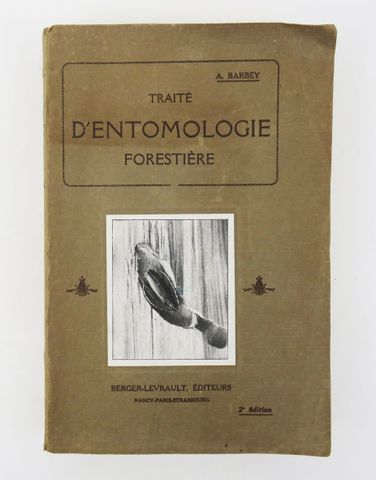 A. BARBEY
TRAITÉ
D'ENTOMOLOGIE
FORESTIÈRE
BERGER-LEVRAULT, ÉDITEURS
NANCY-PARIS-STRASBOURG
2e édition